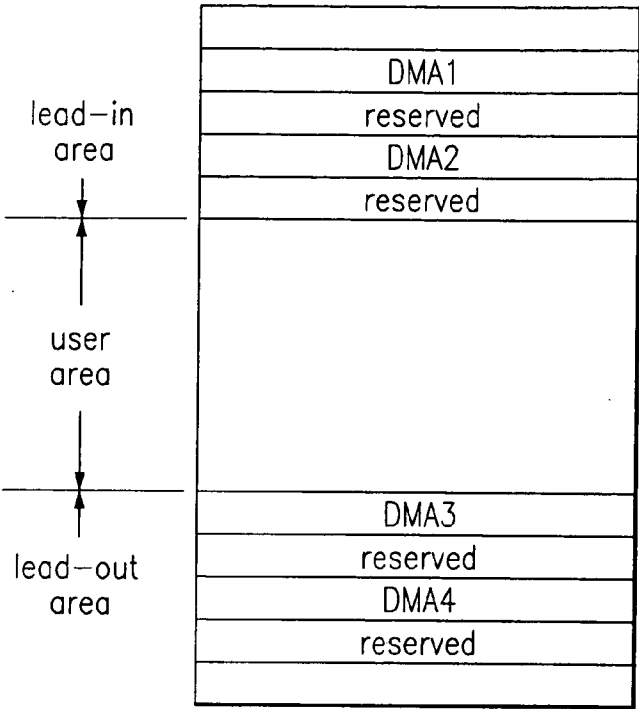 DMA1
reserved
DMA2
reserved
lead-in
area
user
area
DMA3
reserved
DMA4
reserved
lead-out
area